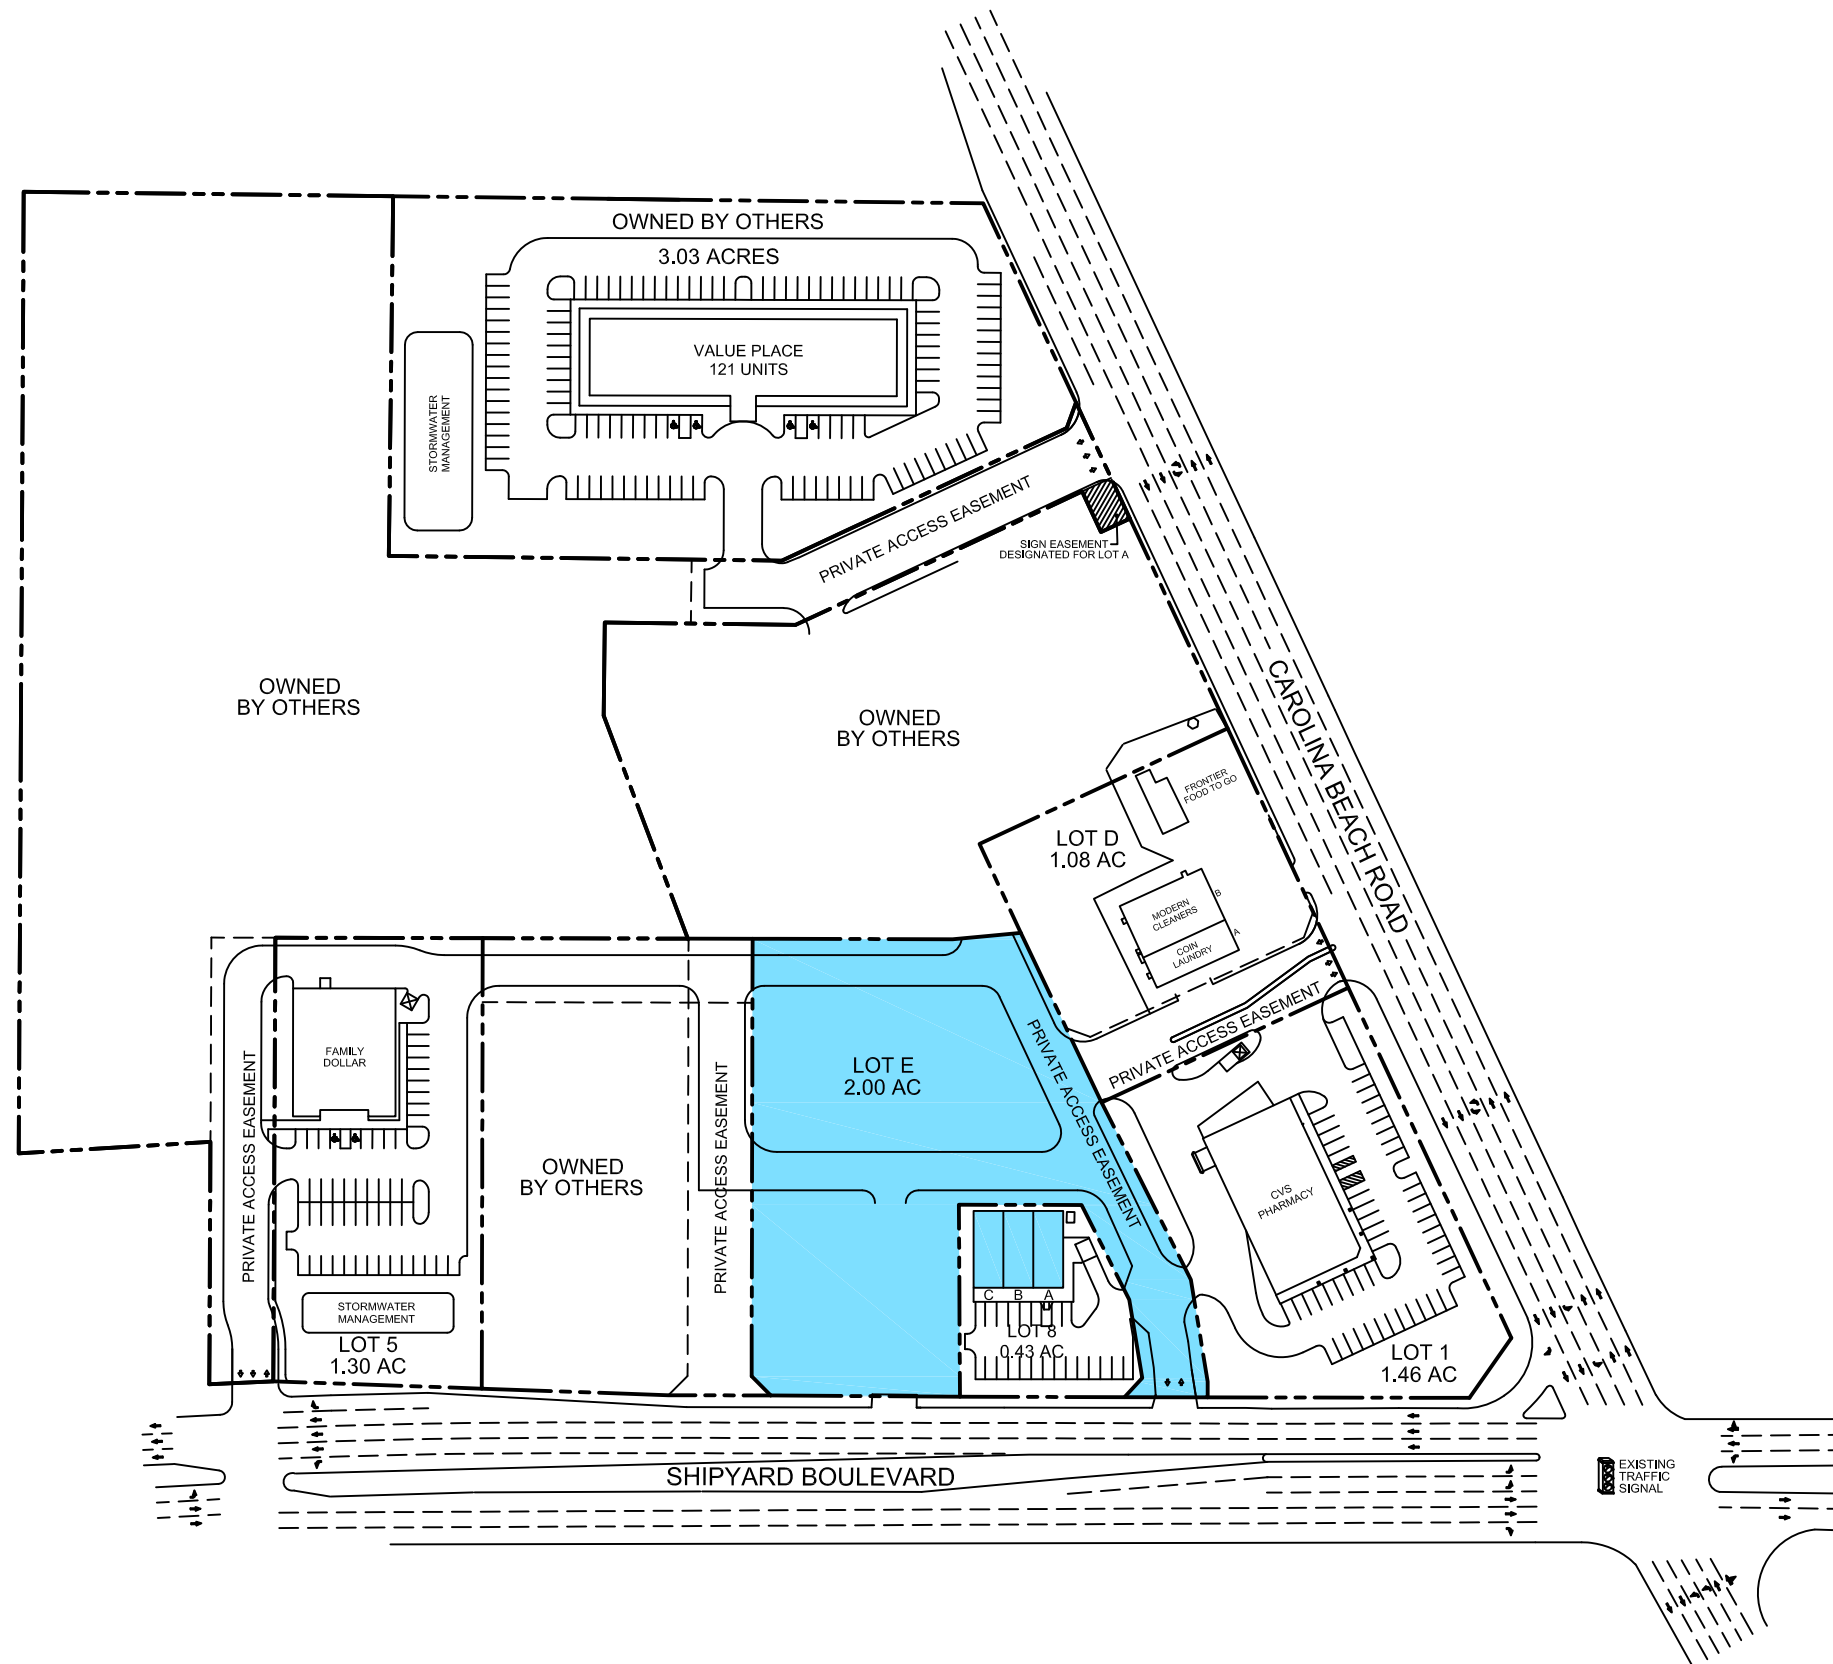 OWNED BY OTHERS
3.03 ACRES
VALUE PLACE
121 UNITS
STORMWATER
MANAGEMENT
PRIVATE ACCESS EASEMENT
SIGN EASEMENT
DESIGNATED FOR LOT A
CAROLINA BEACH ROAD
OWNED
BY OTHERS
OWNED
BY OTHERS
FRONTIER
FOOD TO GO
LOT D
1.08 AC
MODERN
CLEANERS
B
COIN
LAUNDRY
A
PRIVATE ACCESS EASEMENT
FAMILY
DOLLAR
PRIVATE ACCESS EASEMENT
OWNED
BY OTHERS
PRIVATE ACCESS EASEMENT
LOT E
2.00 AC
PRIVATE ACCESS EASEMENT
CVS
PHARMACY
STORMWATER
MANAGEMENT
LOT 5
1.30 AC
C B A
LOT 8
0.43 AC
LOT 1
1.46 AC
SHIPYARD BOULEVARD
EXISTING
TRAFFIC
SIGNAL